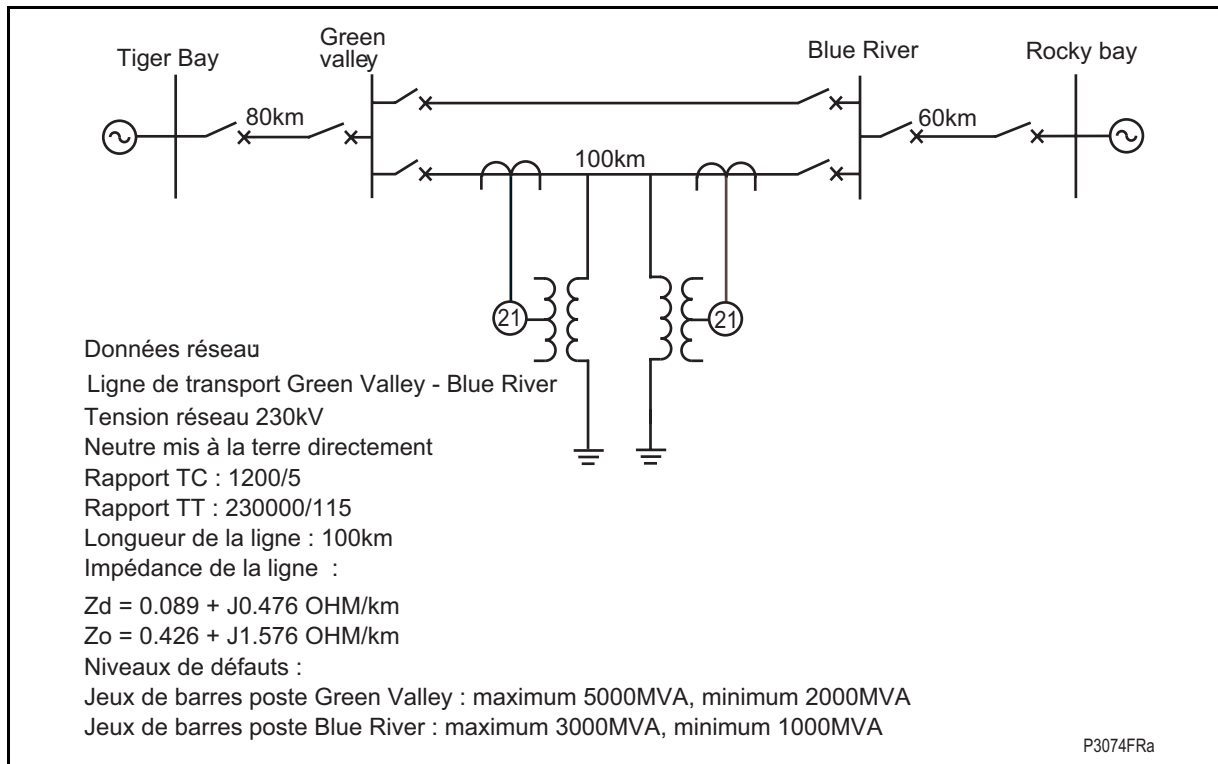 Tiger Bay
Green
valley
Blue River
Rocky bay
80km
60km
100km
21
21
Données réseau:
Ligne de transport Green Valley - Blue River
Tension réseau 230kV
Neutre mis à la terre directement
Rapport TC : 1200/5
Rapport TT : 230000/115
Longueur de la ligne : 100km
Impédance de la ligne :
Zd = 0.089 + J0.476 OHM/km
Zo = 0.426 + J1.576 OHM/km
Niveaux de défauts :
Jeux de barres poste Green Valley : maximum 5000MVA, minimum 2000MVA
Jeux de barres poste Blue River : maximum 3000MVA, minimum 1000MVA
P3074FRa